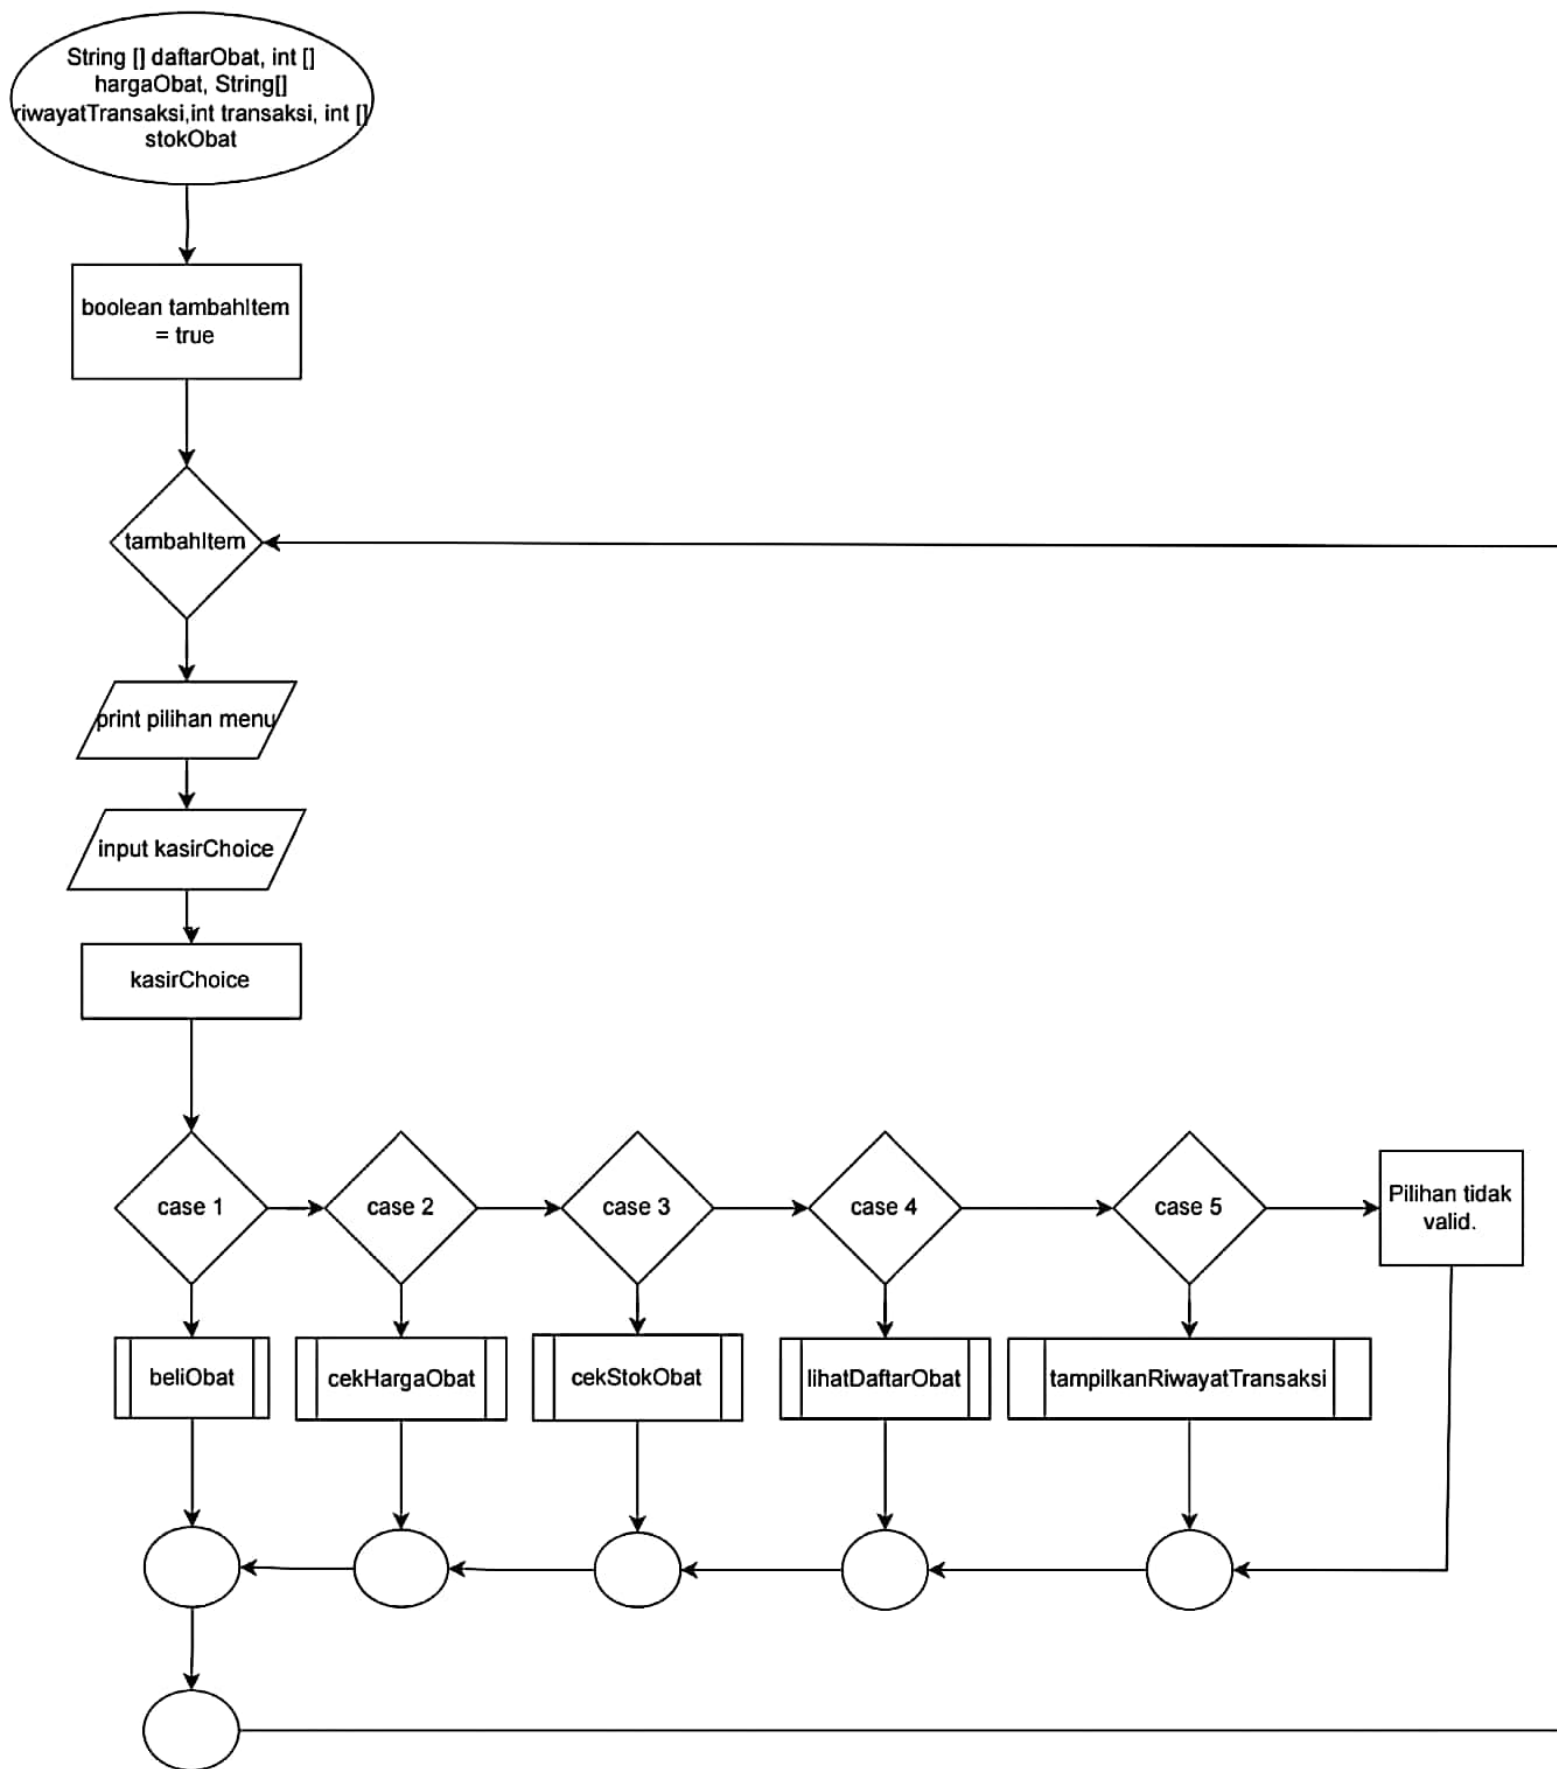 String [] daftarObat, int []
hargaObat, String[]
riwayatTransaksi,int transaksi, int []
stokObat
boolean tambahItem
= true
tambahItem
print pilihan menu
input kasirChoice
kasirChoice
case 1
case 2
case 3
case 4
case 5
Pilihan tidak
valid.
beliObat
cekHargaObat
cekStokObat
lihatDaftarObat
tampilkanRiwayatTransaksi